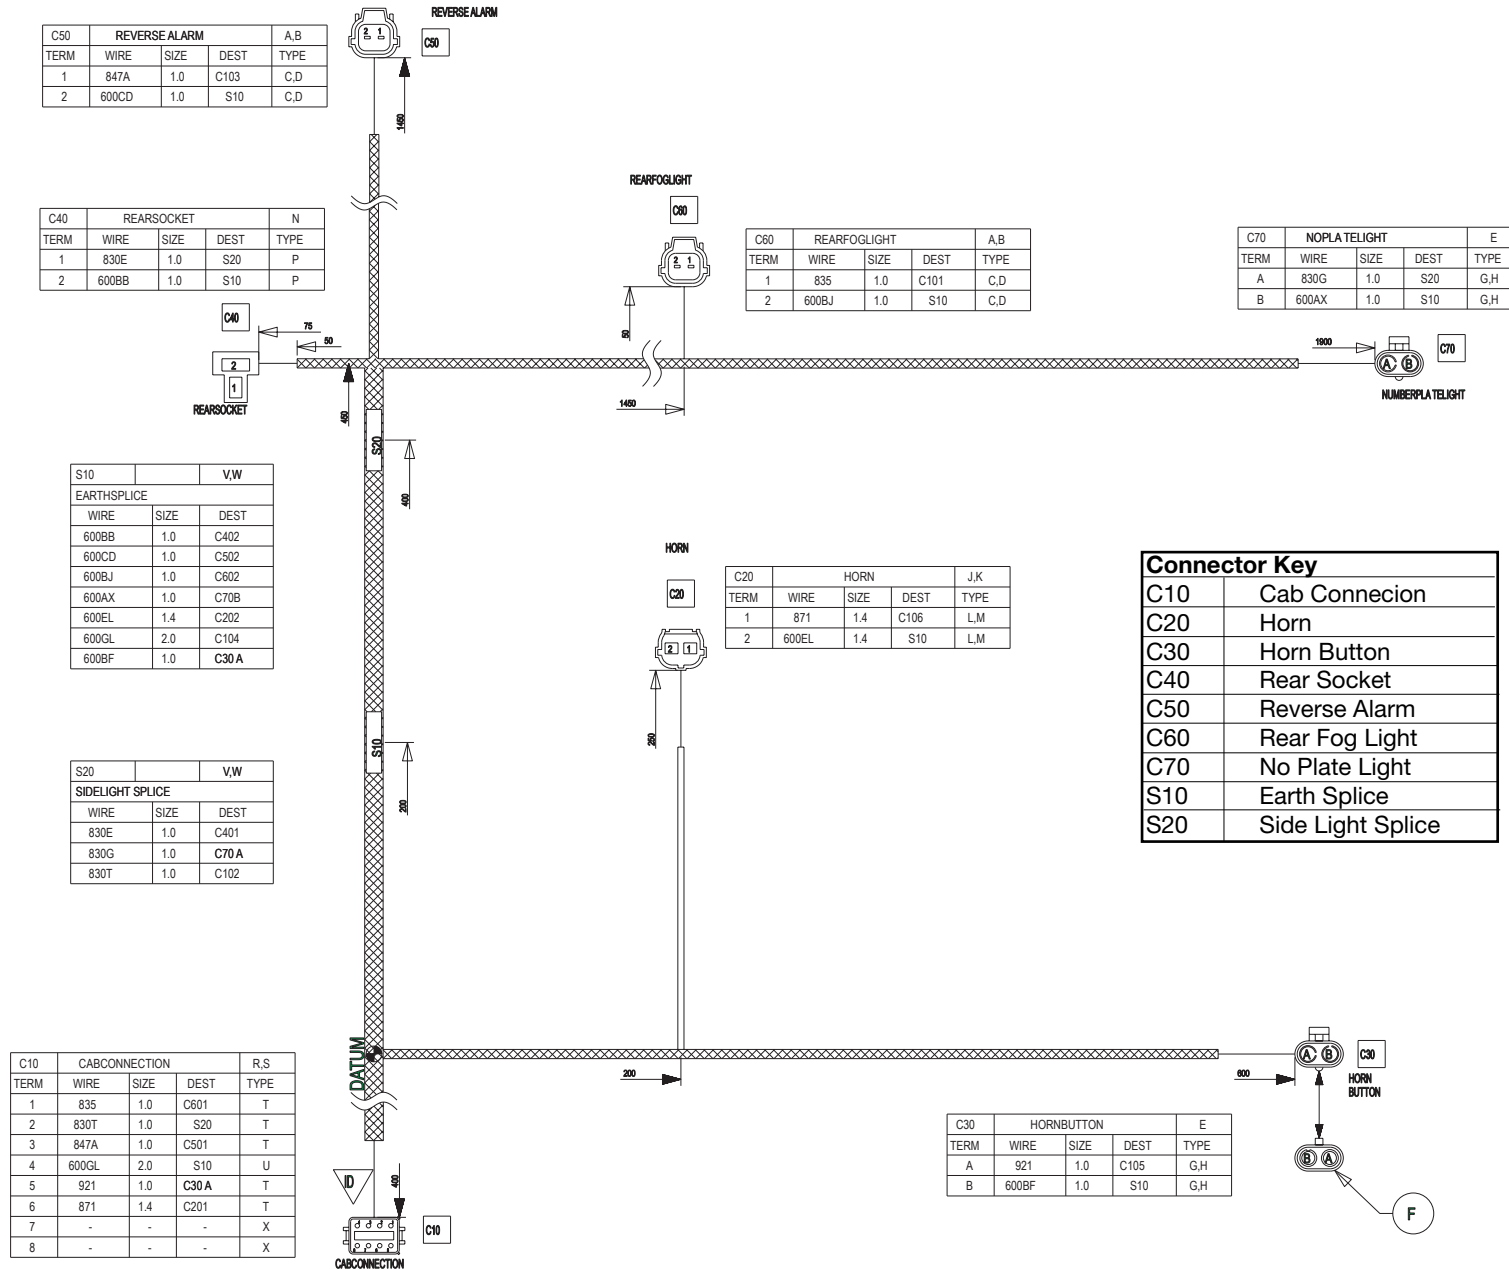 REVERSE ALARM
C50
2 1
C50 REVERSE ALARM A,B
TERM WIRE SIZE DEST TYPE
1 847A 1.0 C103 C,D
2 600CD 1.0 S10 C,D
1450
REARFOGLIGHT
C60
2 1
C40 REARSOCKET N
TERM WIRE SIZE DEST TYPE
1 830E 1.0 S20 P
2 600BB 1.0 S10 P
C60 REARFOGLIGHT A,B
TERM WIRE SIZE DEST TYPE
1 835 1.0 C101 C,D
2 600BJ 1.0 S10 C,D
C70 NOPLA TELIGHT E
TERM WIRE SIZE DEST TYPE
A 830G 1.0 S20 G,H
B 600AX 1.0 S10 G,H
C40
75
50
2
1
REARSOCKET
450
50
1450
1900
A B
C70
NUMBERPLA TELIGHT
S20
400
S10 V,W
EARTHSPLICE
WIRE SIZE DEST
600BB 1.0 C402
600CD 1.0 C502
600BJ 1.0 C602
600AX 1.0 C70B
600EL 1.4 C202
600GL 2.0 C104
600BF 1.0 C30 A
HORN
C20
2 1
250
C20 HORN J,K
TERM WIRE SIZE DEST TYPE
1 871 1.4 C106 L,M
2 600EL 1.4 S10 L,M
Connector Key
C10 Cab Connecion
C20 Horn
C30 Horn Button
C40 Rear Socket
C50 Reverse Alarm
C60 Rear Fog Light
C70 No Plate Light
S10 Earth Splice
S20 Side Light Splice
S10
200
S20 V,W
SIDELIGHT SPLICE
WIRE SIZE DEST
830E 1.0 C401
830G 1.0 C70 A
830T 1.0 C102
DATUM
200
600
A B
C30
HORN
BUTTON
B A
F
C10 CABCONNECTION R,S
TERM WIRE SIZE DEST TYPE
1 835 1.0 C601 T
2 830T 1.0 S20 T
3 847A 1.0 C501 T
4 600GL 2.0 S10 U
5 921 1.0 C30 A T
6 871 1.4 C201 T
7 - - - X
8 - - - X
C30 HORNBUTTON E
TERM WIRE SIZE DEST TYPE
A 921 1.0 C105 G,H
B 600BF 1.0 S10 G,H
ID
400
C10
CABCONNECTION